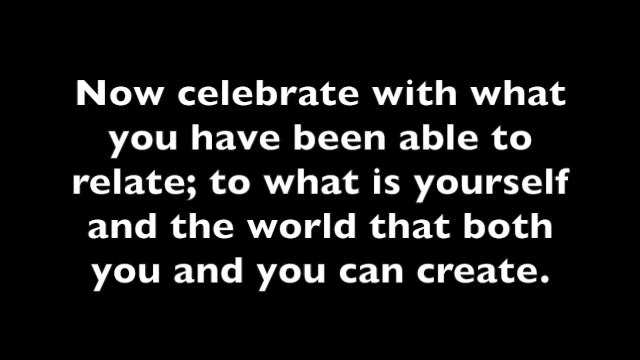 Now celebrate with what
you have been able to
relate; to what is yourself
and the world that both
you and you can create.